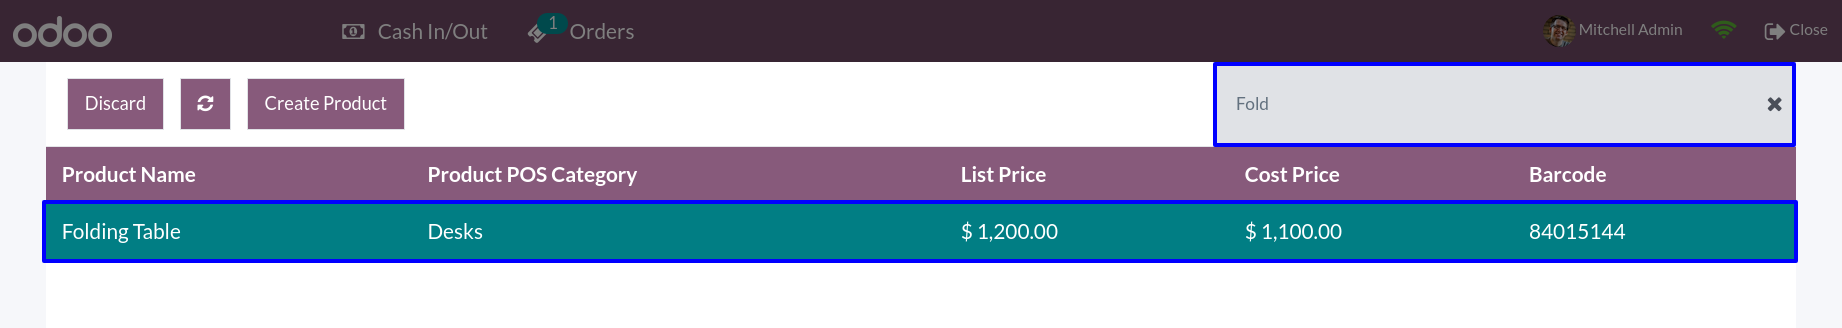 odoo Cash In/Out 1 Orders Mitchell Admin Close
Discard Create Product Fold
Product Name Product POS Category List Price Cost Price Barcode
Folding Table Desks $ 1,200.00 $ 1,100.00 84015144